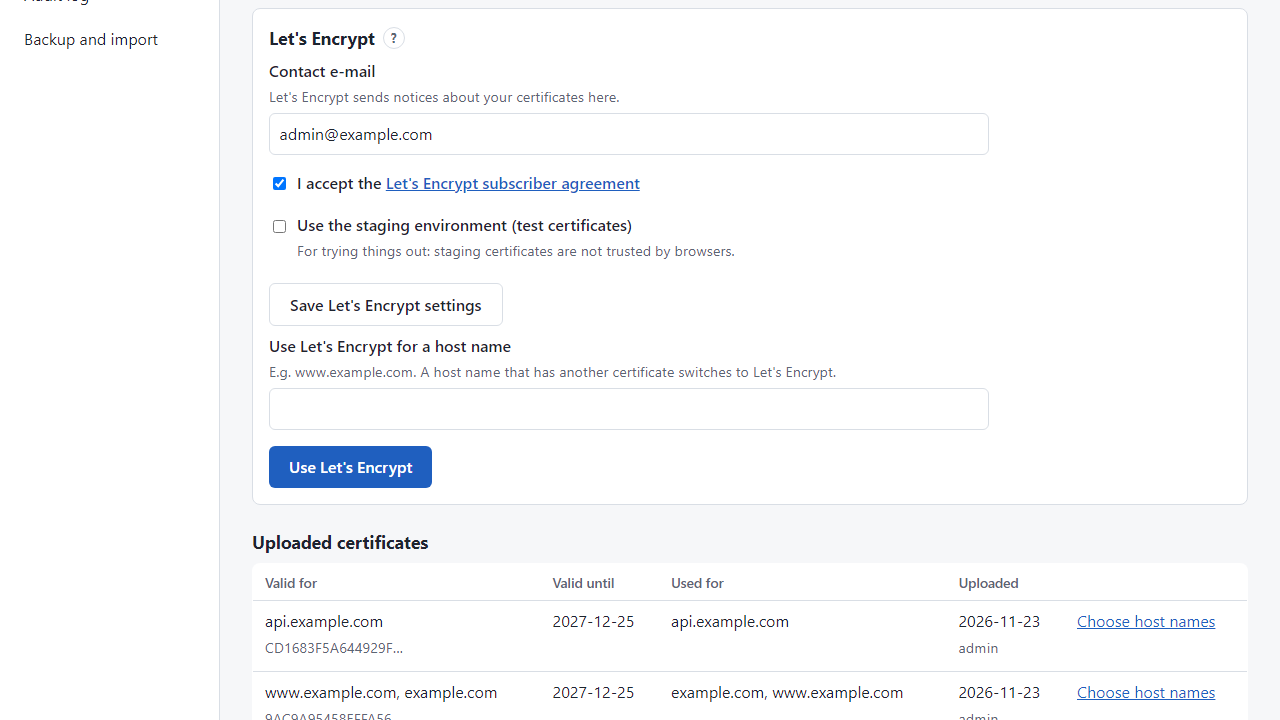 Backup and import
Let's Encrypt ?
Contact e-mail
Let's Encrypt sends notices about your certificates here.
admin@example.com
I accept the Let's Encrypt subscriber agreement
Use the staging environment (test certificates)
For trying things out: staging certificates are not trusted by browsers.
Save Let's Encrypt settings
Use Let's Encrypt for a host name
E.g. www.example.com. A host name that has another certificate switches to Let's Encrypt.
Use Let's Encrypt
Uploaded certificates
Valid for Valid until Used for Uploaded
api.example.com 2027-12-25 api.example.com 2026-11-23 Choose host names
CD1683F5A644929F... admin
www.example.com, example.com 2027-12-25 example.com, www.example.com 2026-11-23 Choose host names
admin